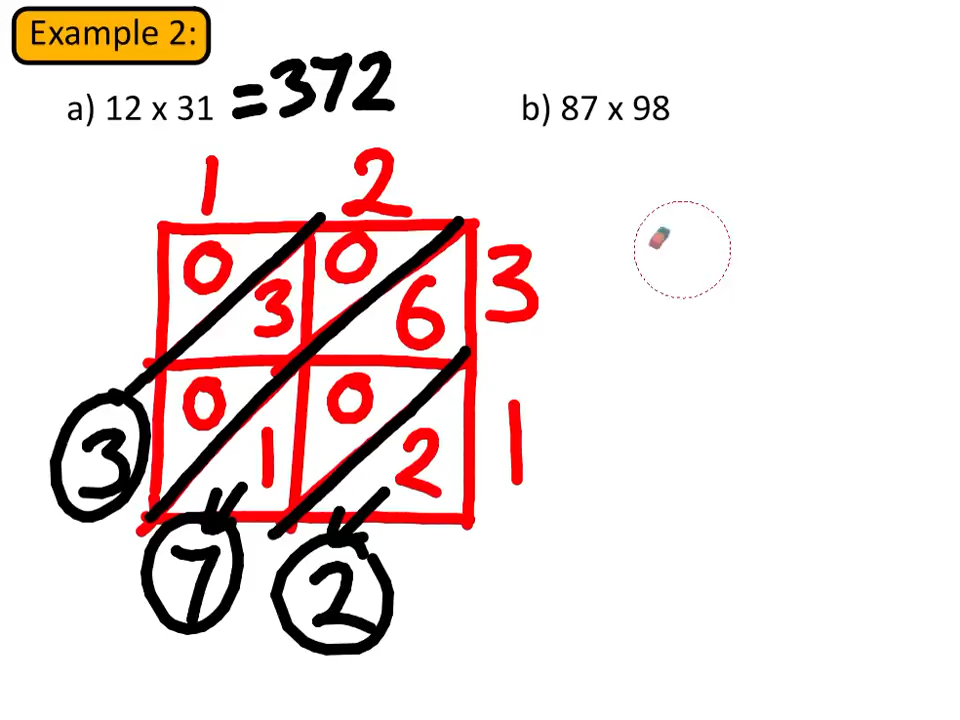 Example 2:
a) 12 x 31 = 372
b) 87 x 98
1 2
0 0
3 6 3
0 0
1 2 1
3
7 2